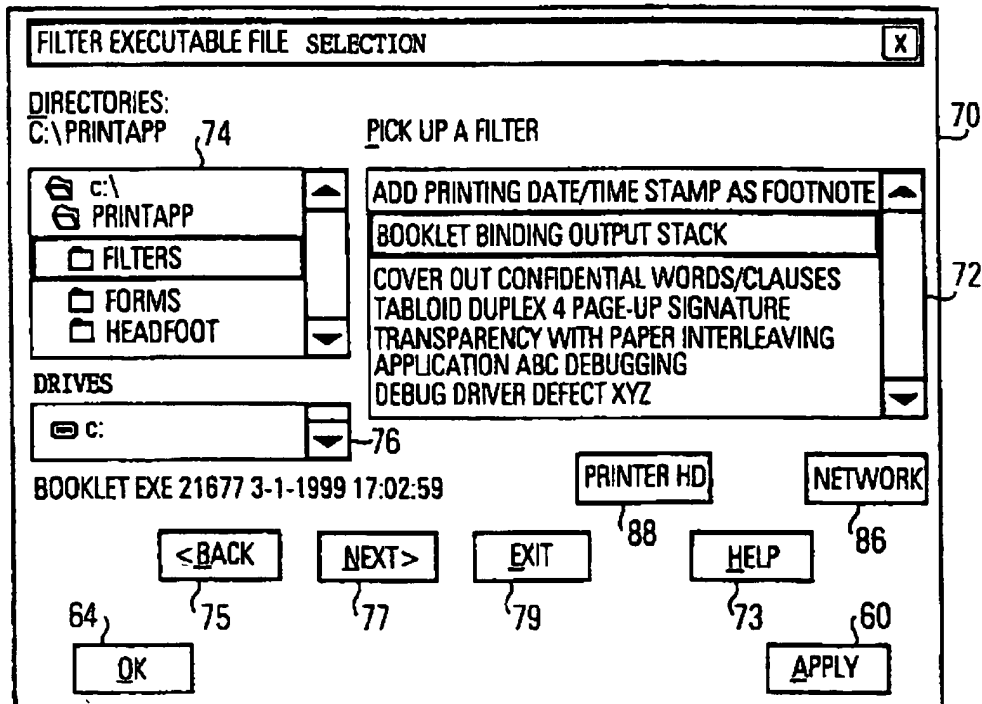 FILTER EXECUTABLE FILE SELECTION X
DIRECTORIES:
C:\PRINTAPP 74
PICK UP A FILTER
70
c:\
PRINTAPP
FILTERS
FORMS
HEADFOOT
ADD PRINTING DATE/TIME STAMP AS FOOTNOTE
BOOKLET BINDING OUTPUT STACK
COVER OUT CONFIDENTIAL WORDS/CLAUSES
TABLOID DUPLEX 4 PAGE-UP SIGNATURE
TRANSPARENCY WITH PAPER INTERLEAVING
APPLICATION ABC DEBUGGING
DEBUG DRIVER DEFECT XYZ
72
DRIVES
c:
76
BOOKLET EXE 21677 3-1-1999 17:02:59
PRINTER HD
NETWORK
88
86
<BACK
NEXT>
EXIT
HELP
75
77
79
73
64
60
OK
APPLY